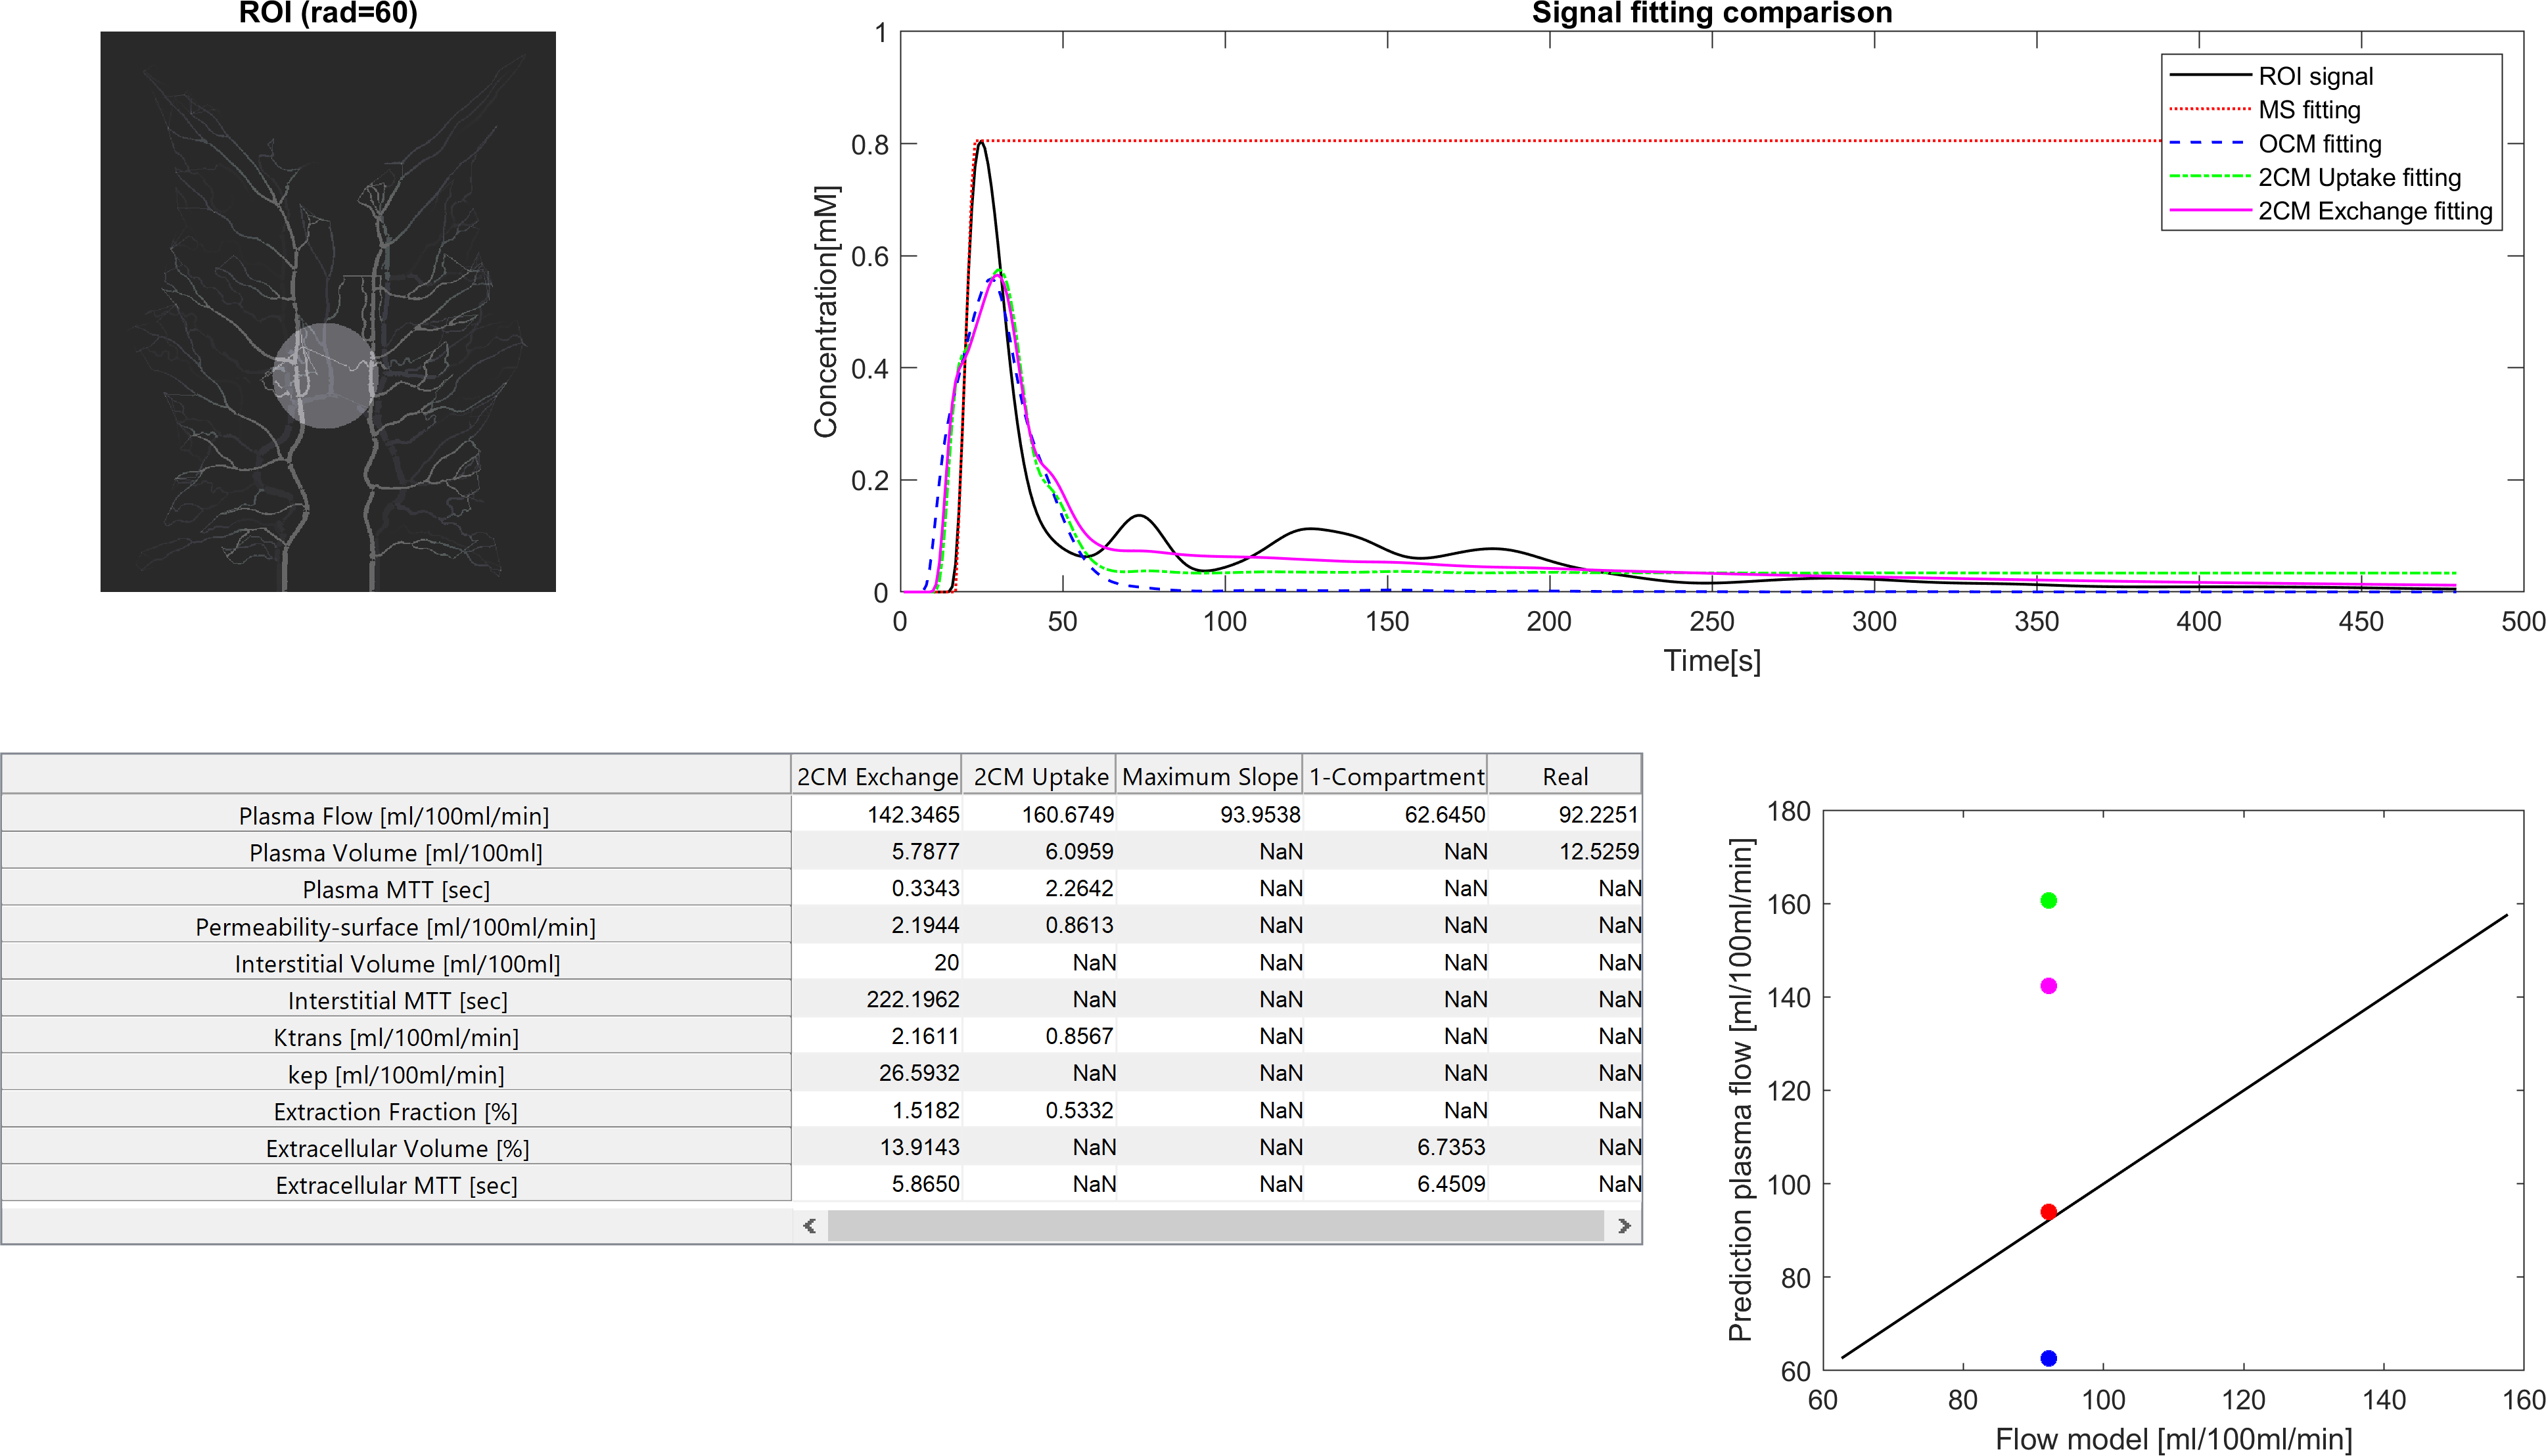 ROI (rad=60)
Signal fitting comparison
Concentration[mM]
1
0.8
0.6
0.4
0.2
0
0 50 100 150 200 250 300 350 400 450 500
Time[s]
ROI signal
MS fitting
OCM fitting
2CM Uptake fitting
2CM Exchange fitting
2CM Exchange 2CM Uptake Maximum Slope 1-Compartment Real
Plasma Flow [ml/100ml/min] 142.3465 160.6749 93.9538 62.6450 92.2251
Plasma Volume [ml/100ml] 5.7877 6.0959 NaN NaN 12.5259
Plasma MTT [sec] 0.3343 2.2642 NaN NaN NaN
Permeability-surface [ml/100ml/min] 2.1944 0.8613 NaN NaN NaN
Interstitial Volume [ml/100ml] 20 NaN NaN NaN NaN
Interstitial MTT [sec] 222.1962 NaN NaN NaN NaN
Ktrans [ml/100ml/min] 2.1611 0.8567 NaN NaN NaN
kep [ml/100ml/min] 26.5932 NaN NaN NaN NaN
Extraction Fraction [%] 1.5182 0.5332 NaN NaN NaN
Extracellular Volume [%] 13.9143 NaN NaN 6.7353 NaN
Extracellular MTT [sec] 5.8650 NaN NaN 6.4509 NaN
Prediction plasma flow [ml/100ml/min]
180
160
140
120
100
80
60
60 80 100 120 140 160
Flow model [ml/100ml/min]